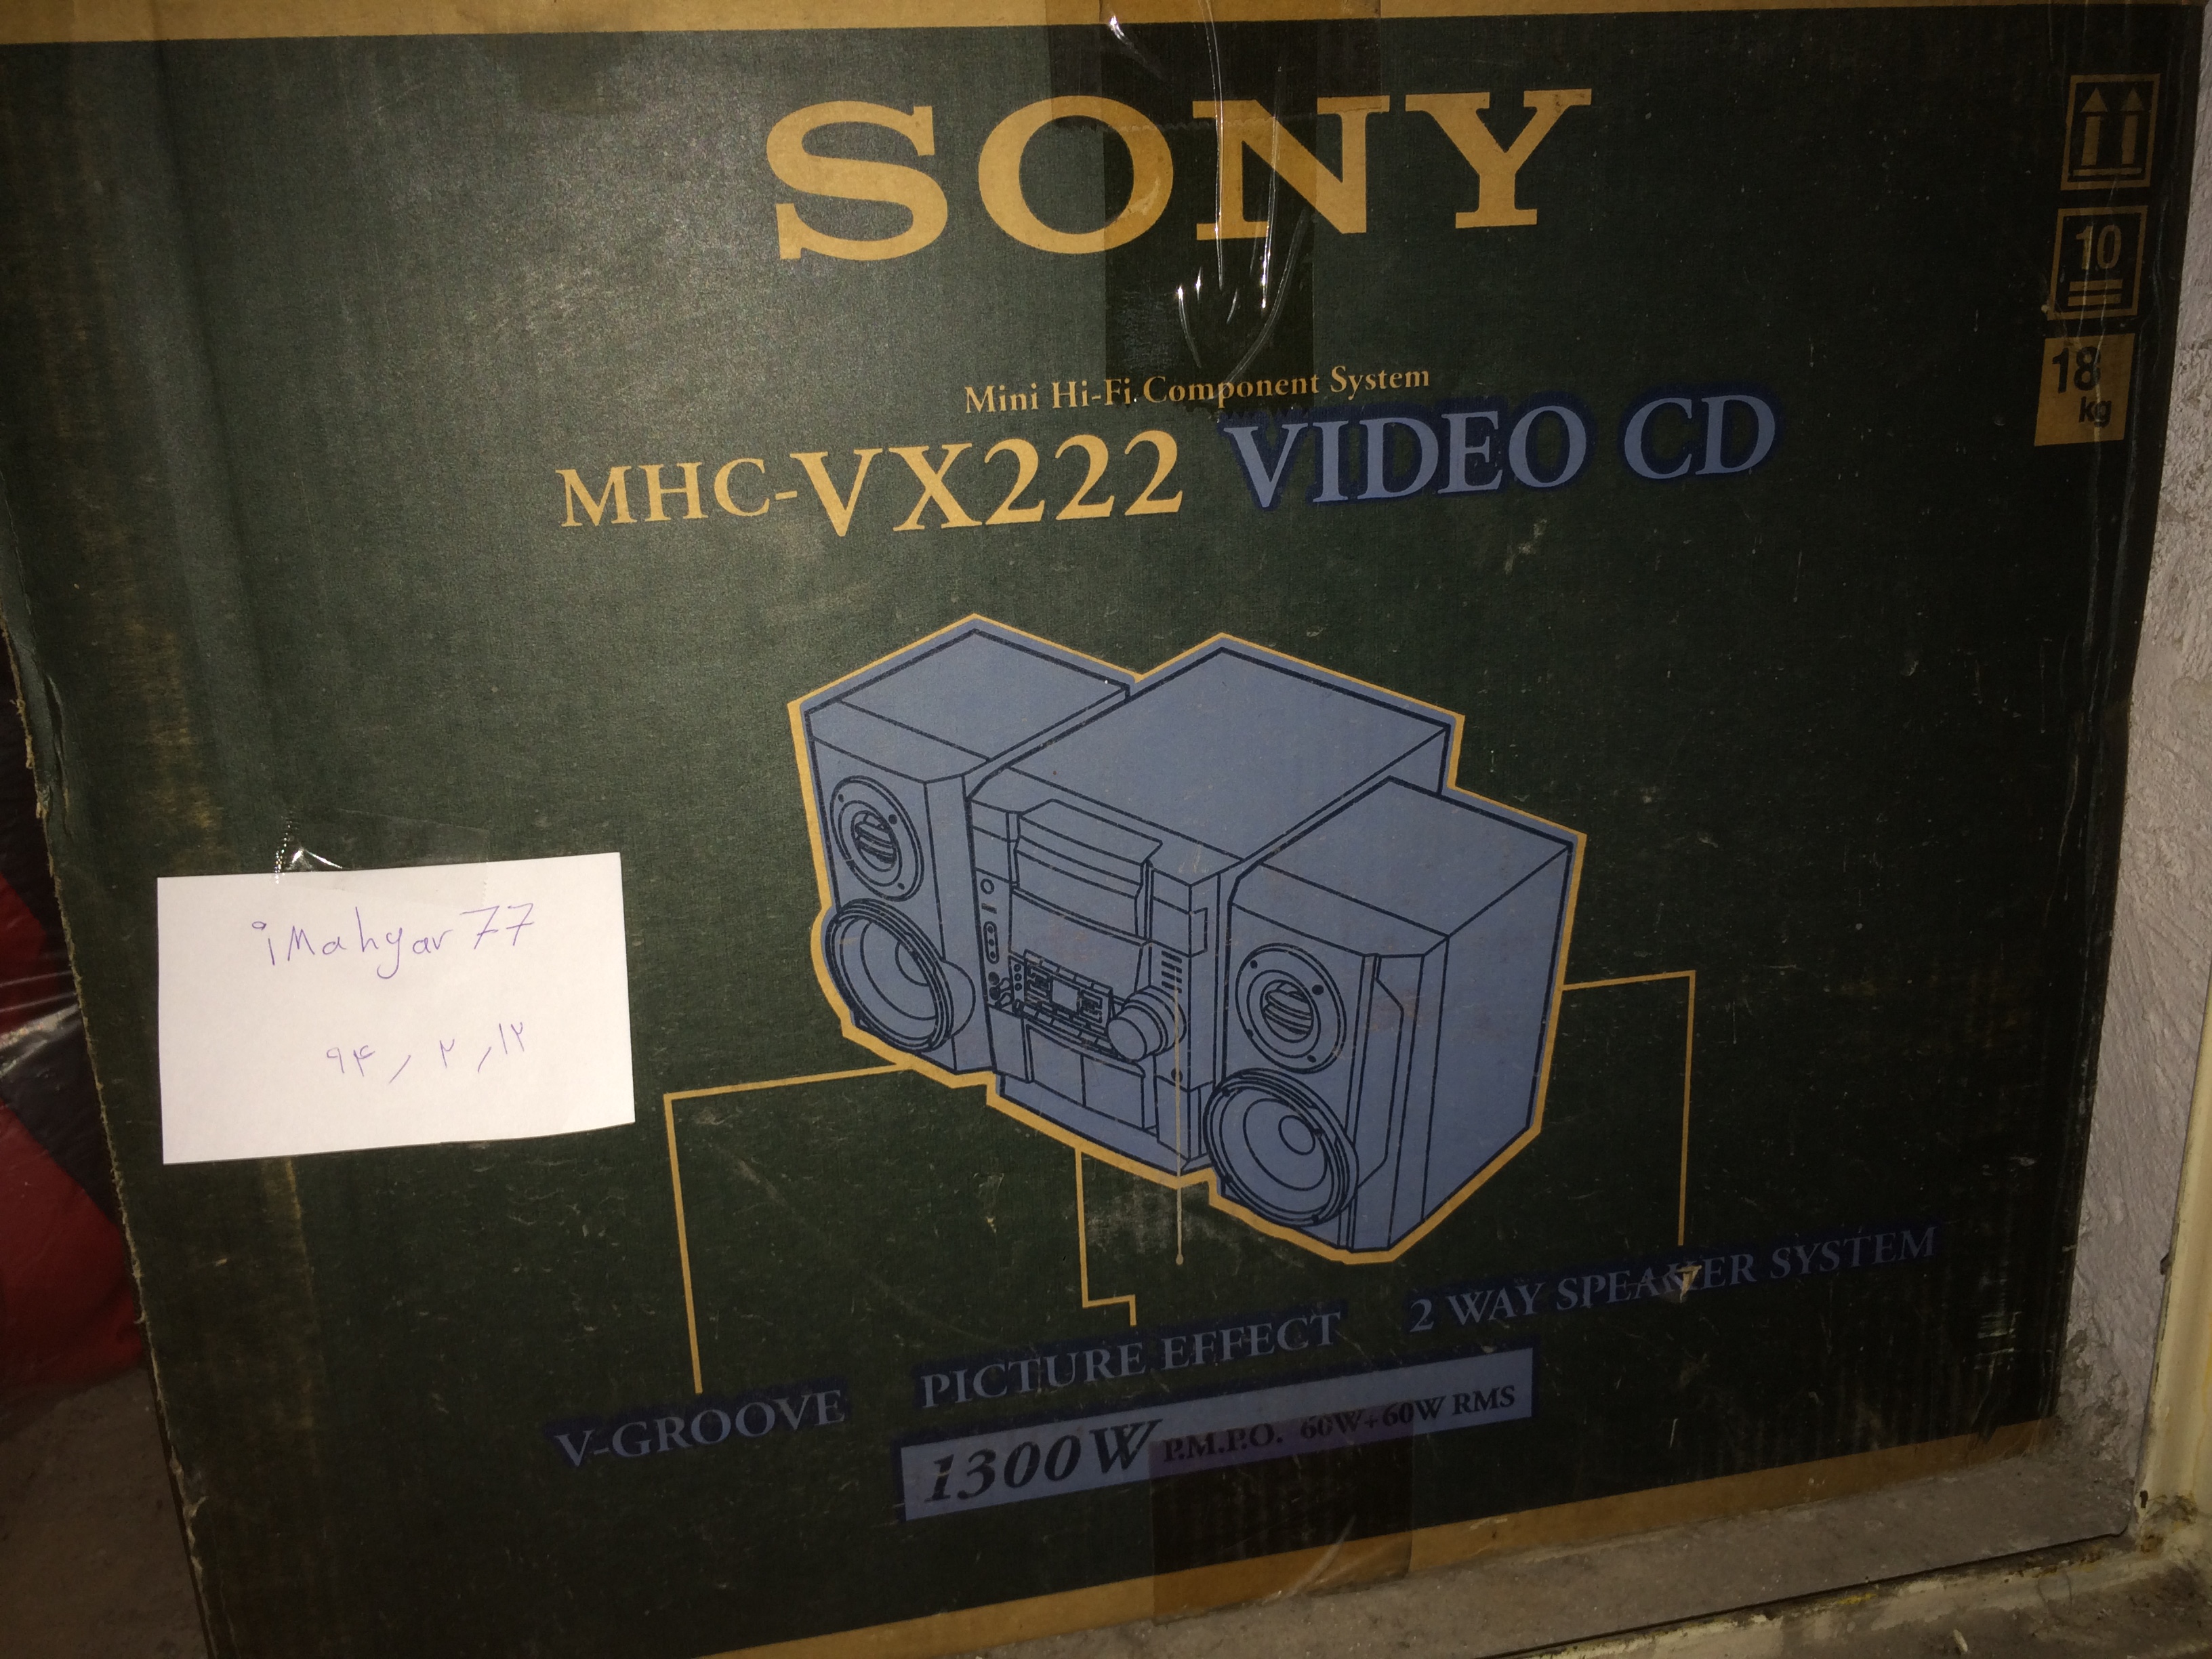 SONY
10
18
kg
Mini Hi-Fi Component System
MHC-VX222 VIDEO CD
iMahyar77
۹۴,۲,۱۲
V-GROOVE PICTURE EFFECT 2 WAY SPEAKER SYSTEM
1300W P.M.P.O. 60W+60W RMS